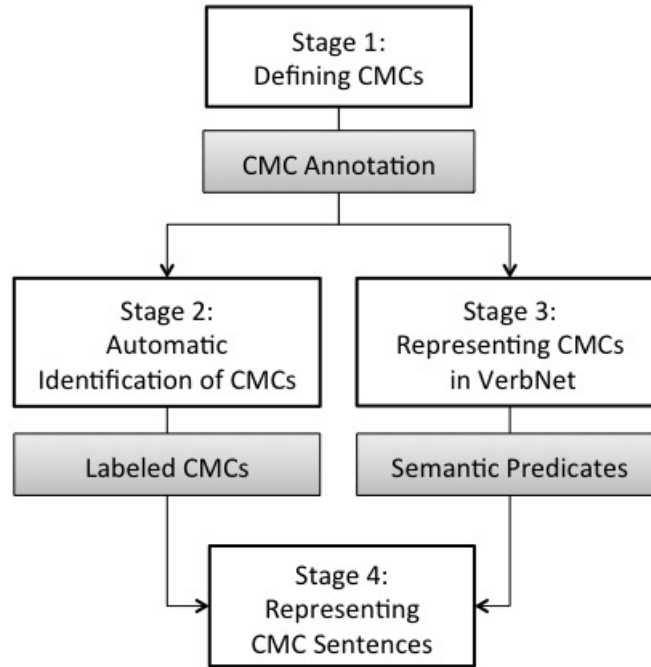 Stage 1:
Defining CMCs
CMC Annotation
Stage 2:
Automatic
Identification of CMCs
Stage 3:
Representing CMCs
in VerbNet
Labeled CMCs
Semantic Predicates
Stage 4:
Representing
CMC Sentences